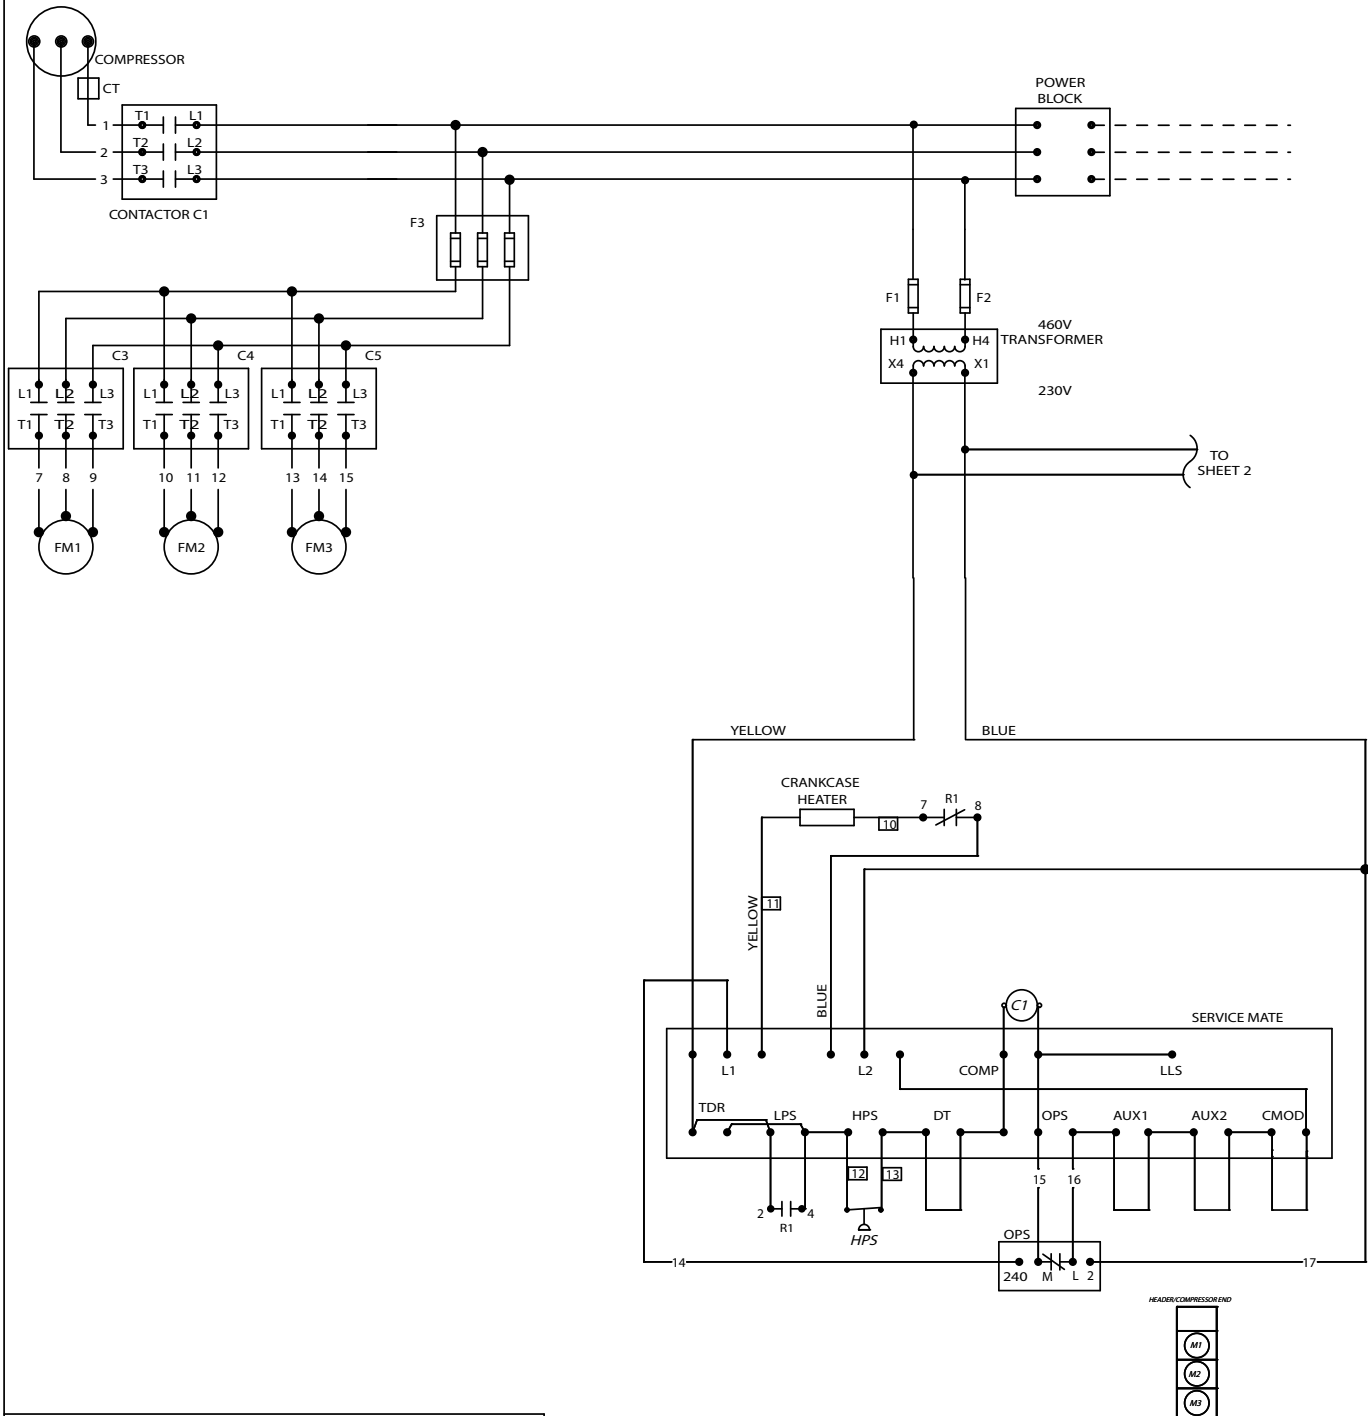 COMPRESSOR
CT
POWER
BLOCK
1 T1 L1
2 T2 L2
3 T3 L3
CONTACTOR C1
F3
F1 F2
460V
TRANSFORMER
H1 H4
X4 X1
230V
C3 C4 C5
L1 L2 L3 L1 L2 L3 L1 L2 L3
T1 T2 T3 T1 T2 T3 T1 T2 T3
7 8 9 10 11 12 13 14 15
FM1 FM2 FM3
TO
SHEET 2
YELLOW BLUE
CRANKCASE
HEATER
7 R1 8
10
11
YELLOW
BLUE
C1
SERVICE MATE
L1 L2 COMP LLS
TDR LPS HPS DT OPS AUX1 AUX2 CMOD
12 13 15 16
2 4
R1
HPS
OPS
14 17
240 M L 2
HEADER/COMPRESSOR END
M1
M2
M3